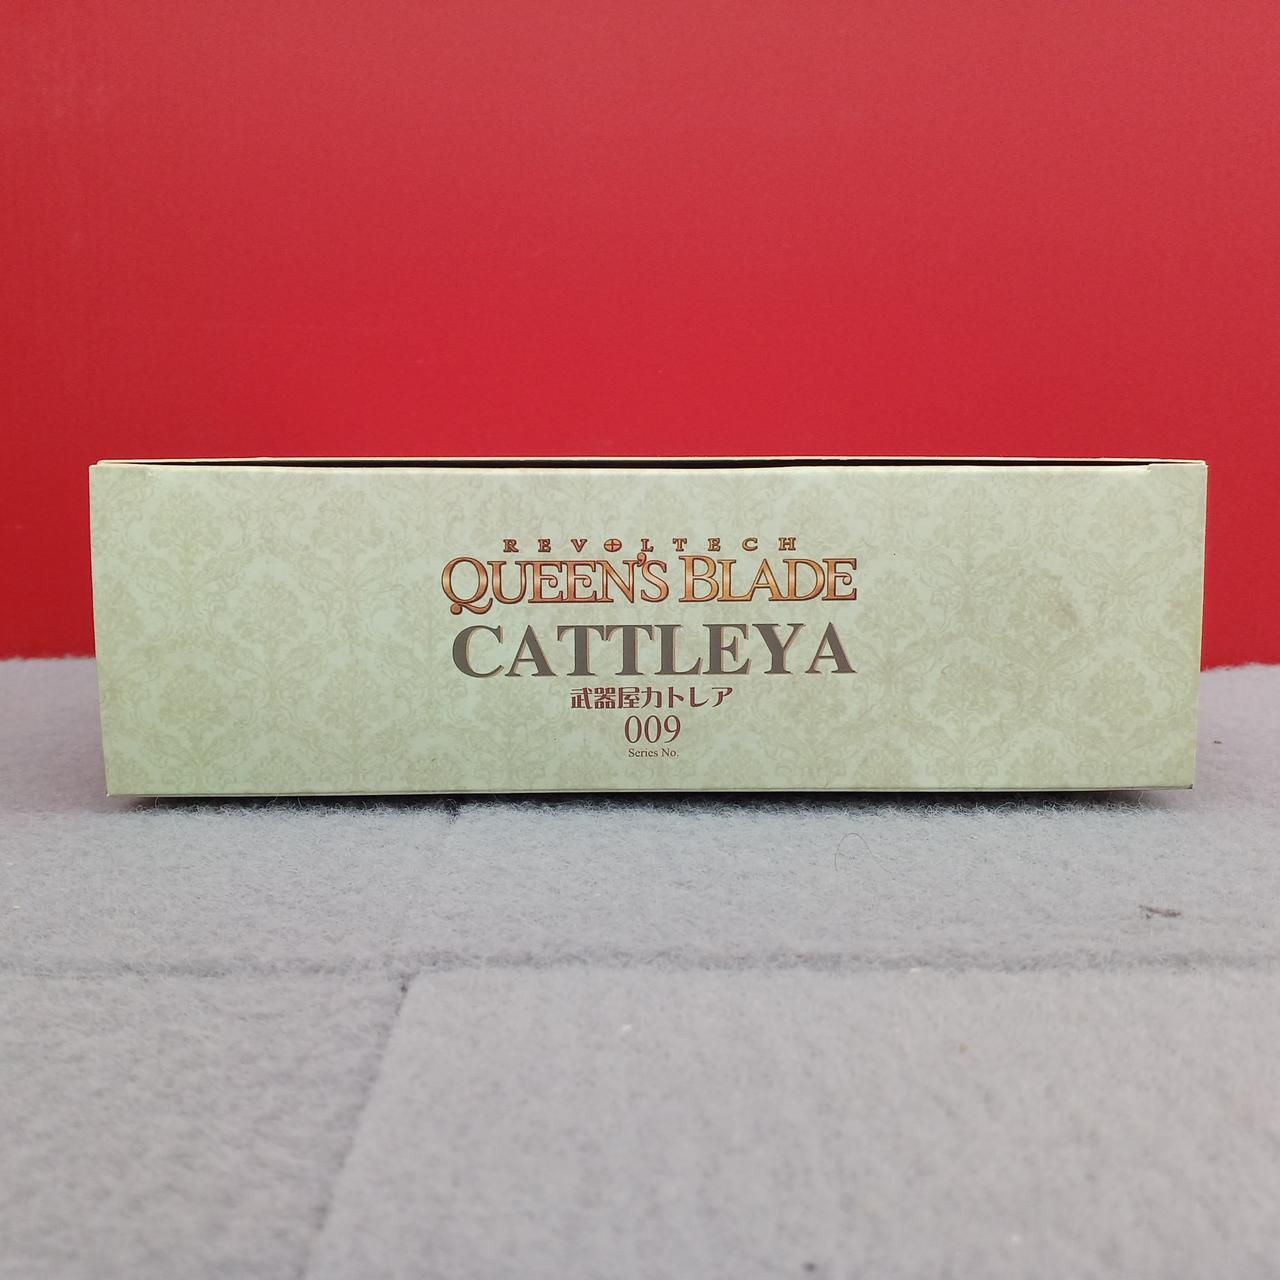 REVOLTECH
QUEEN'S BLADE
CATTLEYA
武器屋カトレア
009
Series No.